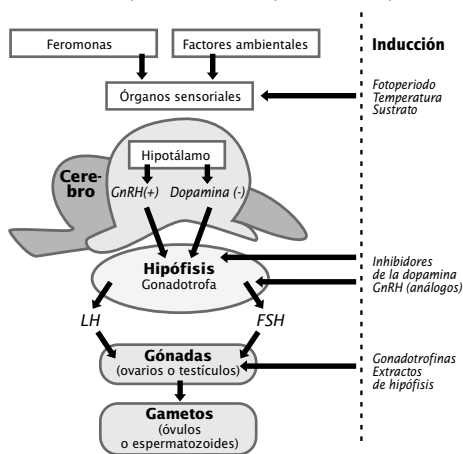 Feromonas
Factores ambientales
Inducción
Órganos sensoriales
Fotoperiodo
Temperatura
Sustrato
Hipotálamo
Cere-
bro
GnRH(+)
Dopamina (-)
Hipófisis
Gonadotrofa
Inhibidores
de la dopamina
GnRH (análogos)
LH
FSH
Gónadas
(ovarios o testículos)
Gonadotrofinas
Extractos
de hipófisis
Gametos
(óvulos
o espermatozoides)